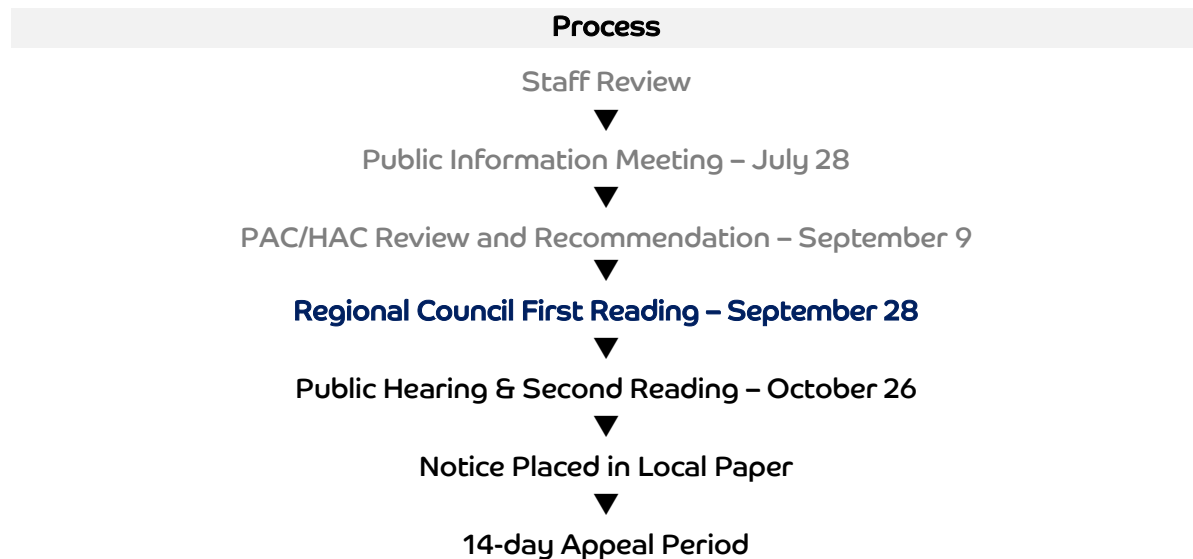 Process
Staff Review
Public Information Meeting – July 28
PAC/HAC Review and Recommendation – September 9
Regional Council First Reading – September 28
Public Hearing & Second Reading – October 26
Notice Placed in Local Paper
14-day Appeal Period